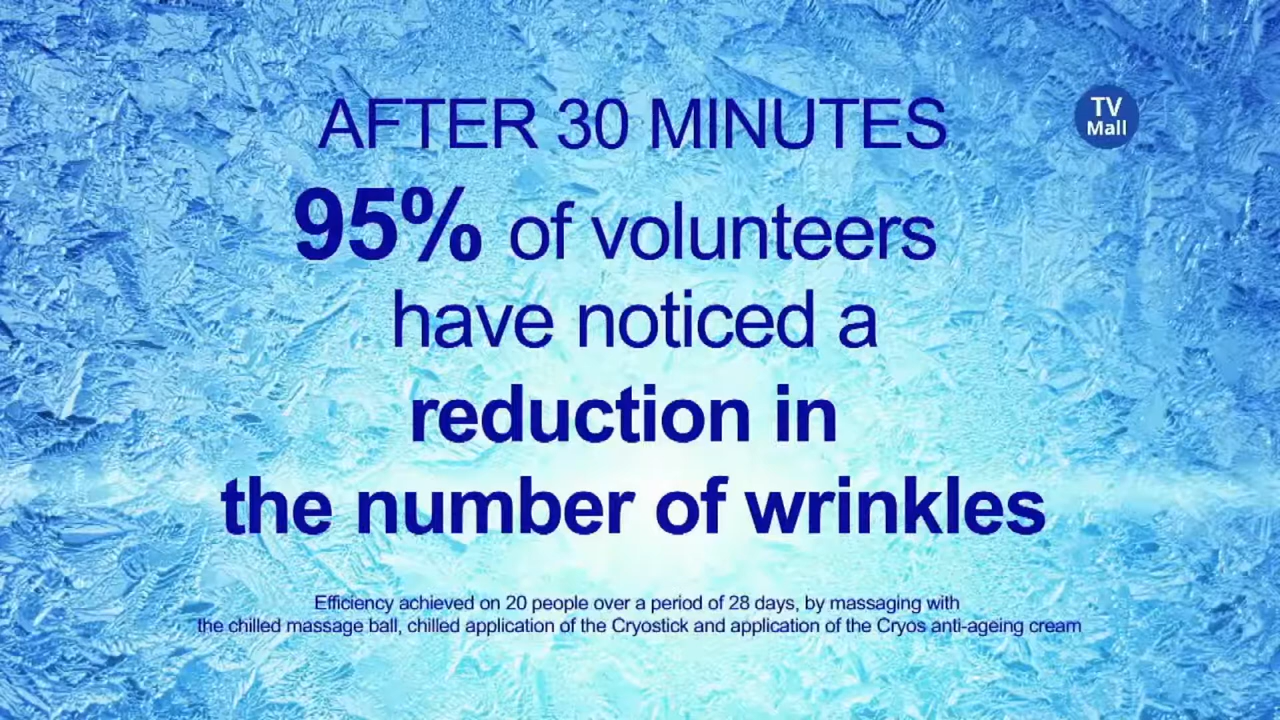 AFTER 30 MINUTES
TV
Mall
95% of volunteers
have noticed a
reduction in
the number of wrinkles
Efficiency achieved on 20 people over a period of 28 days, by massaging with
the chilled massage ball, chilled application of the Cryostick and application of the Cryos anti-ageing cream